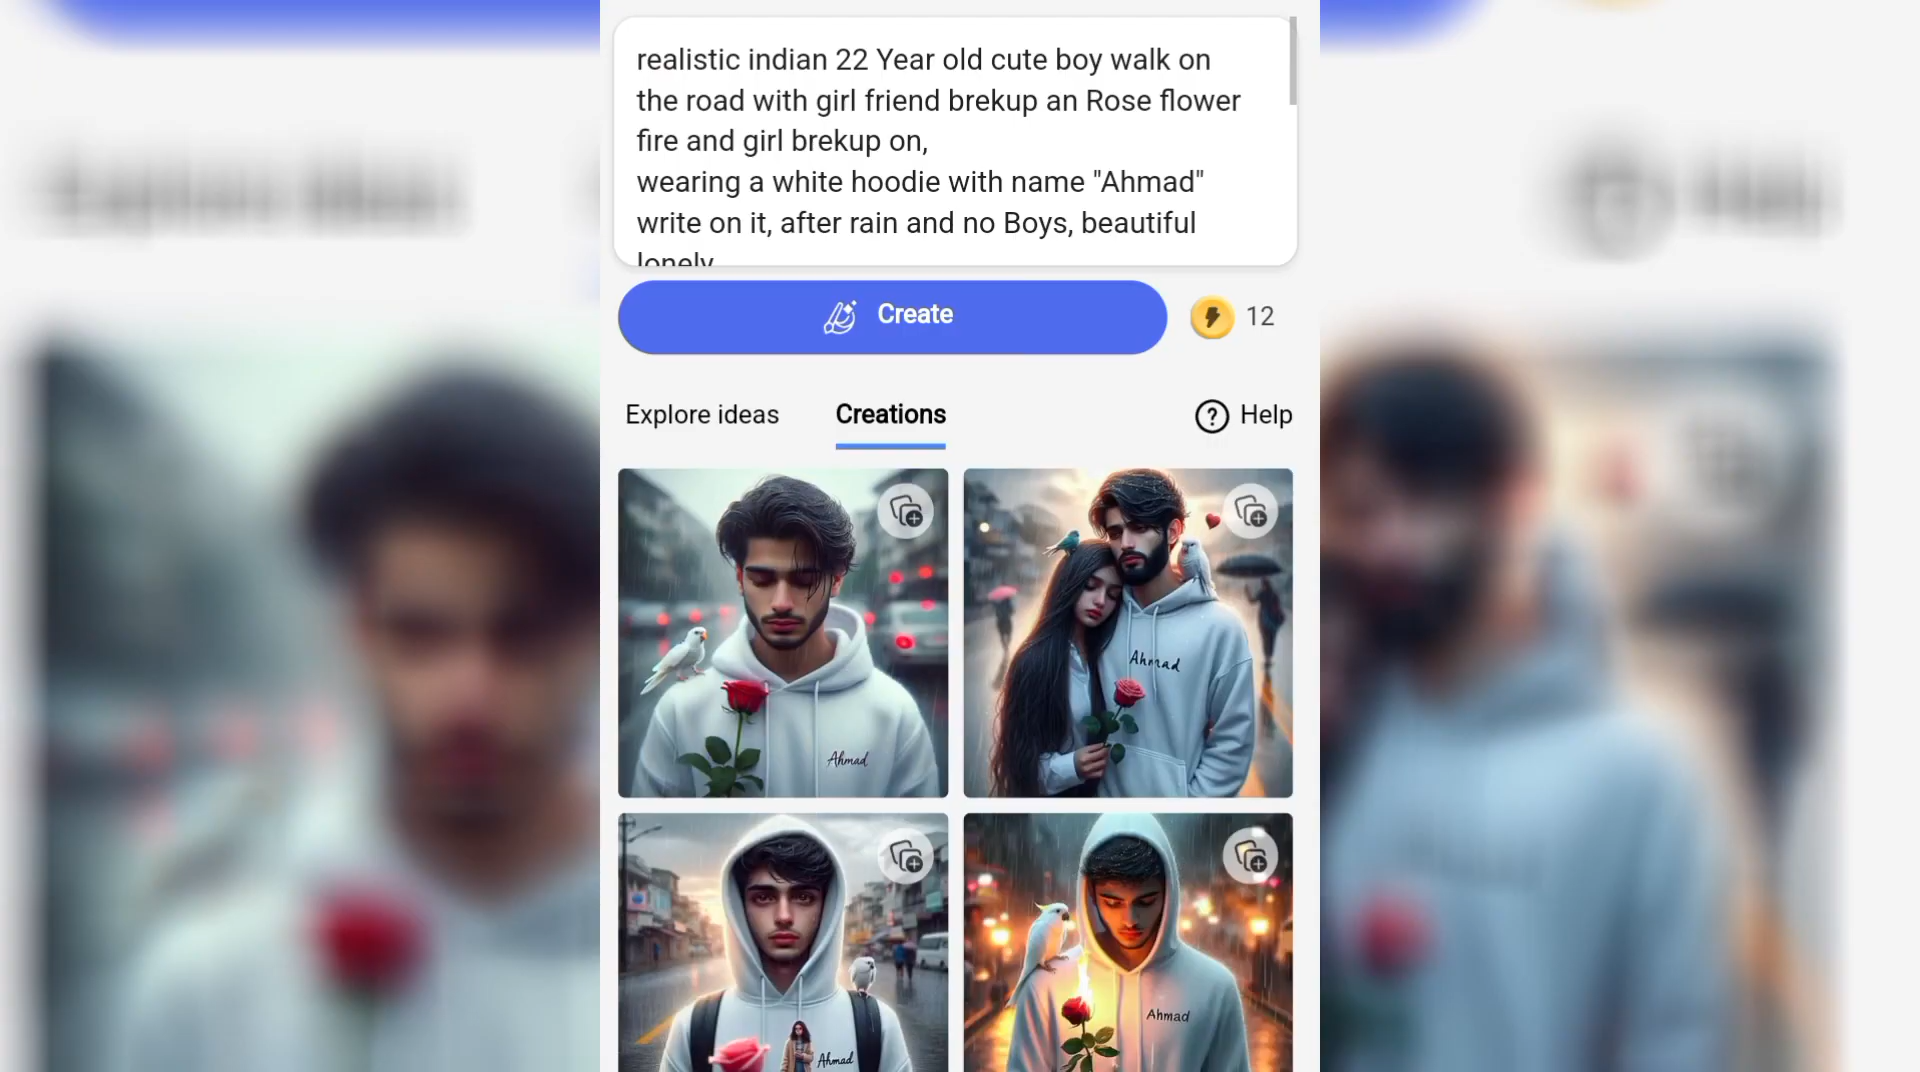 realistic indian 22 Year old cute boy walk on
the road with girl friend brekup an Rose flower
fire and girl brekup on,
wearing a white hoodie with name "Ahmad"
write on it, after rain and no Boys, beautiful
lonely
Create
12
Explore ideas
Creations
Help
Ahmad
Ahmad
Ahmad
Ahmad